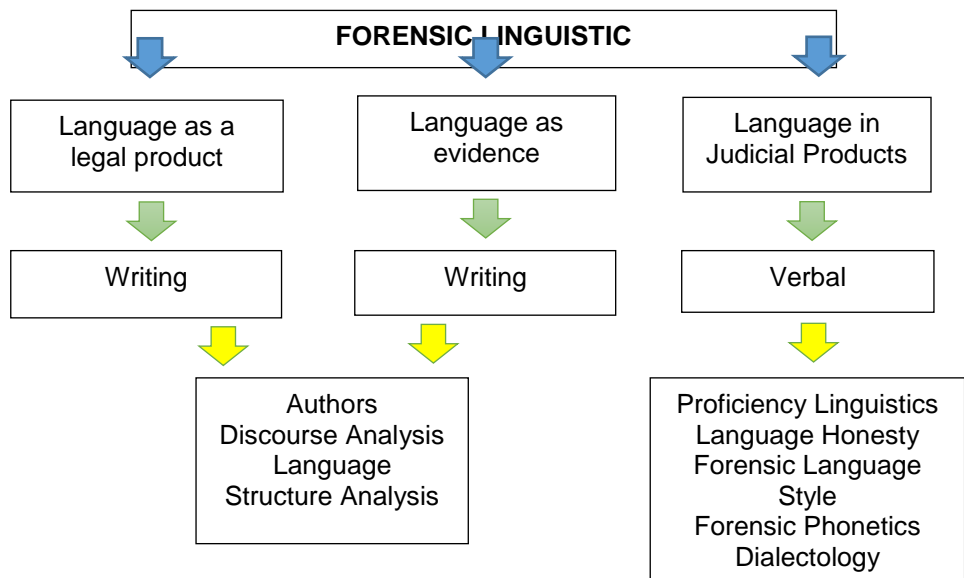 FORENSIC LINGUISTIC
Language as a
legal product
Language as
evidence
Language in
Judicial Products
Writing
Writing
Verbal
Authors
Discourse Analysis
Language
Structure Analysis
Proficiency Linguistics
Language Honesty
Forensic Language
Style
Forensic Phonetics
Dialectology